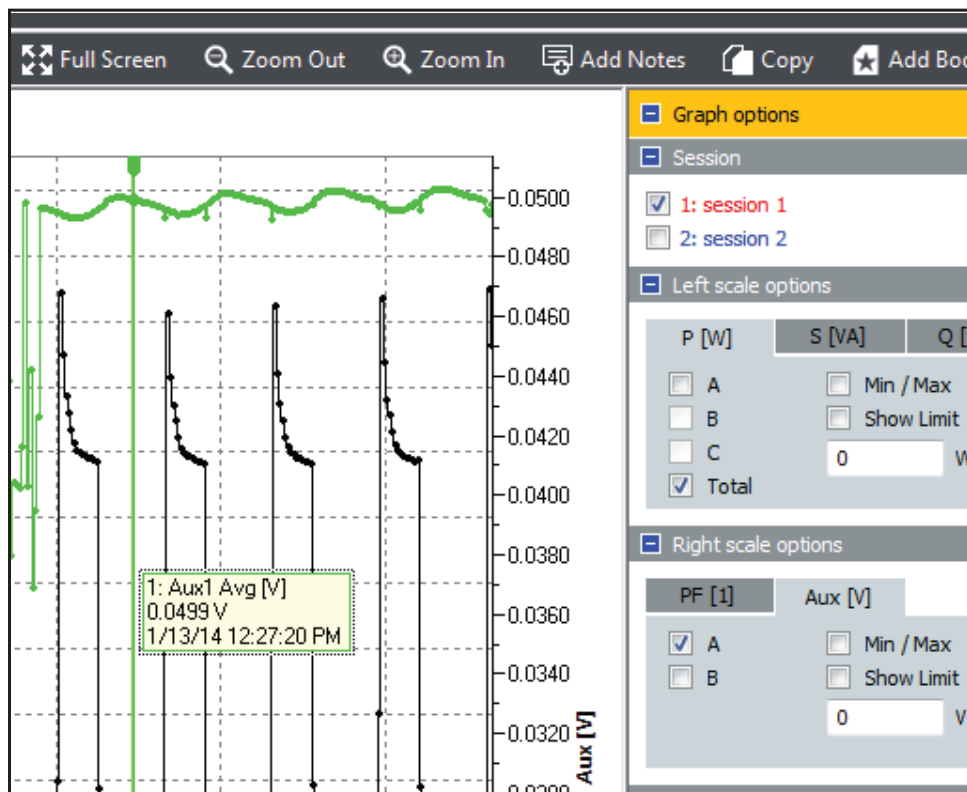 Full Screen Zoom Out Zoom In Add Notes Copy Add
Graph options
Session
1: session 1
2: session 2
Left scale options
P [W] S [VA] Q [
A Min / Max
B Show Limit
C 0
Total
Right scale options
PF [1] Aux [V]
A Min / Max
B Show Limit
0
0.0500
0.0480
0.0460
0.0440
0.0420
0.0400
0.0380
0.0360
0.0340
0.0320
Aux [V]
1: Aux1 Avg [V]
0.0499 V
1/13/14 12:27:20 PM